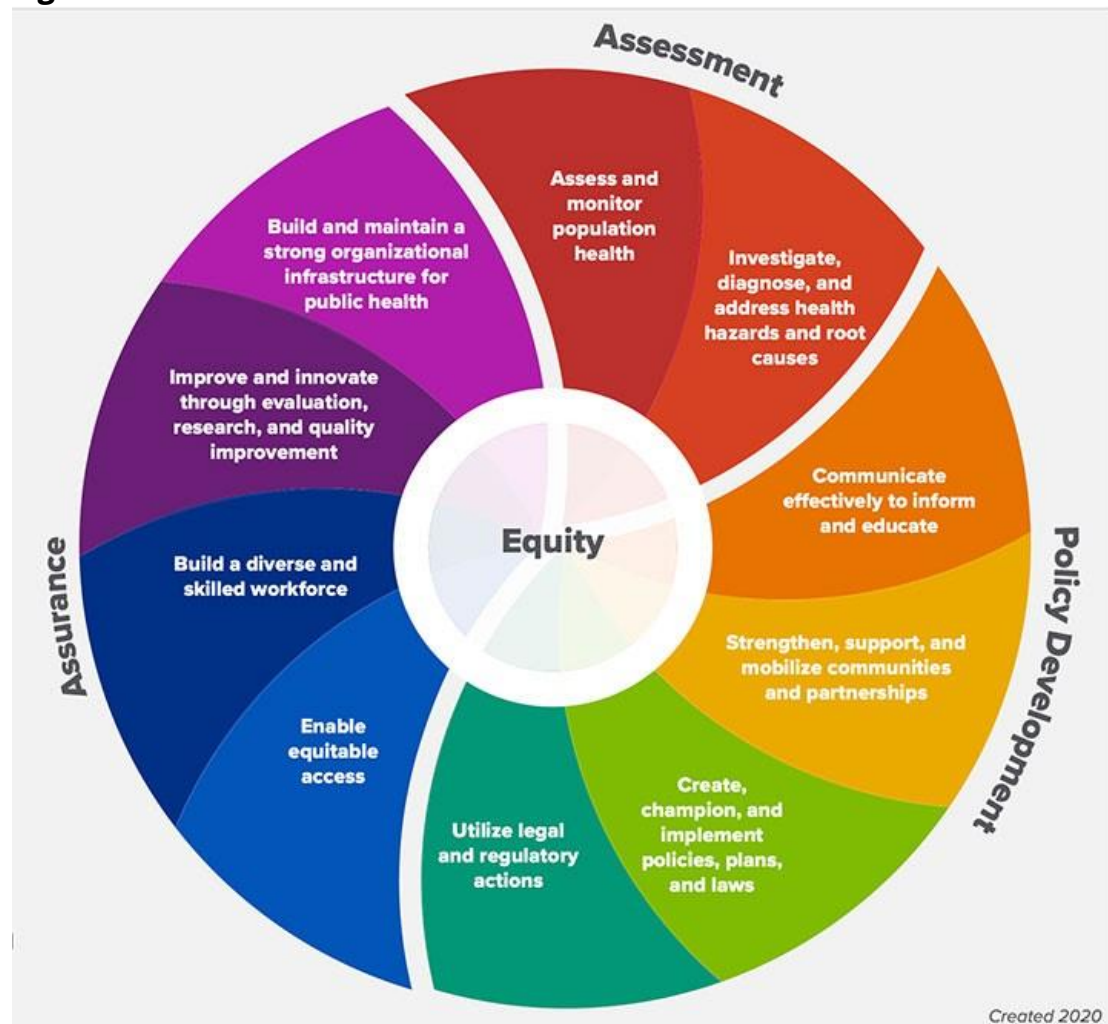 Assessment
Assess and
monitor
population
health
Investigate,
diagnose, and
address health
hazards and root
causes
Policy Development
Communicate
effectively to inform
and educate
Strengthen, support, and
mobilize communities
and partnerships
Create,
champion, and
implement
policies, plans,
and laws
Utilize legal
and regulatory
actions
Assurance
Enable
equitable
access
Build a diverse and
skilled workforce
Improve and innovate
through evaluation,
research, and quality
improvement
Build and maintain a
strong organizational
infrastructure for
public health
Equity
Created 2020